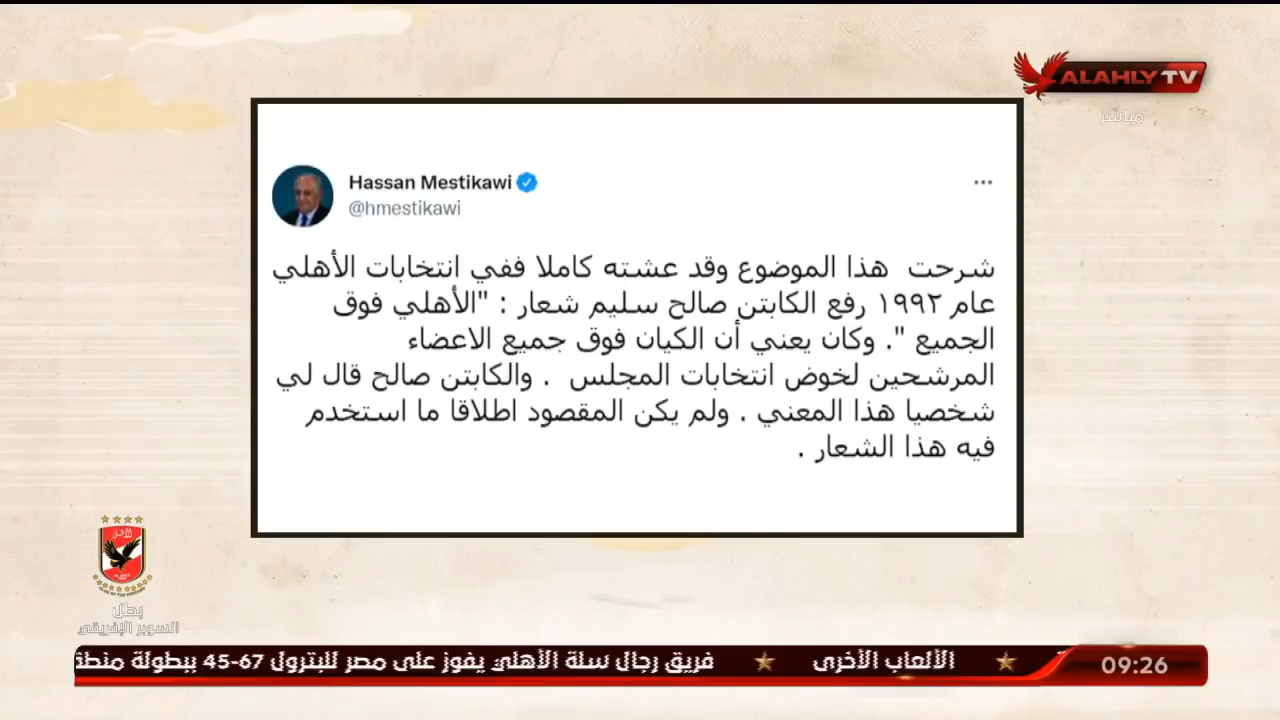 ALAHLY TV
مباشر
Hassan Mestikawi
@hmestikawi
شرحت هذا الموضوع وقد عشته كاملا ففي انتخابات الأهلي
عام ١٩٩٢ رفع الكابتن صالح سليم شعار : "الأهلي فوق
الجميع ". وكان يعني أن الكيان فوق جميع الاعضاء
المرشحين لخوض انتخابات المجلس . والكابتن صالح قال لي
شخصيا هذا المعني . ولم يكن المقصود اطلاقا ما استخدم
فيه هذا الشعار .
بطل
السوبر الإفريقي
09:26
الألعاب الأخرى ★ فريق رجال سلة الأهلي يفوز على مصر للبترول 67-45 ببطولة منطقة